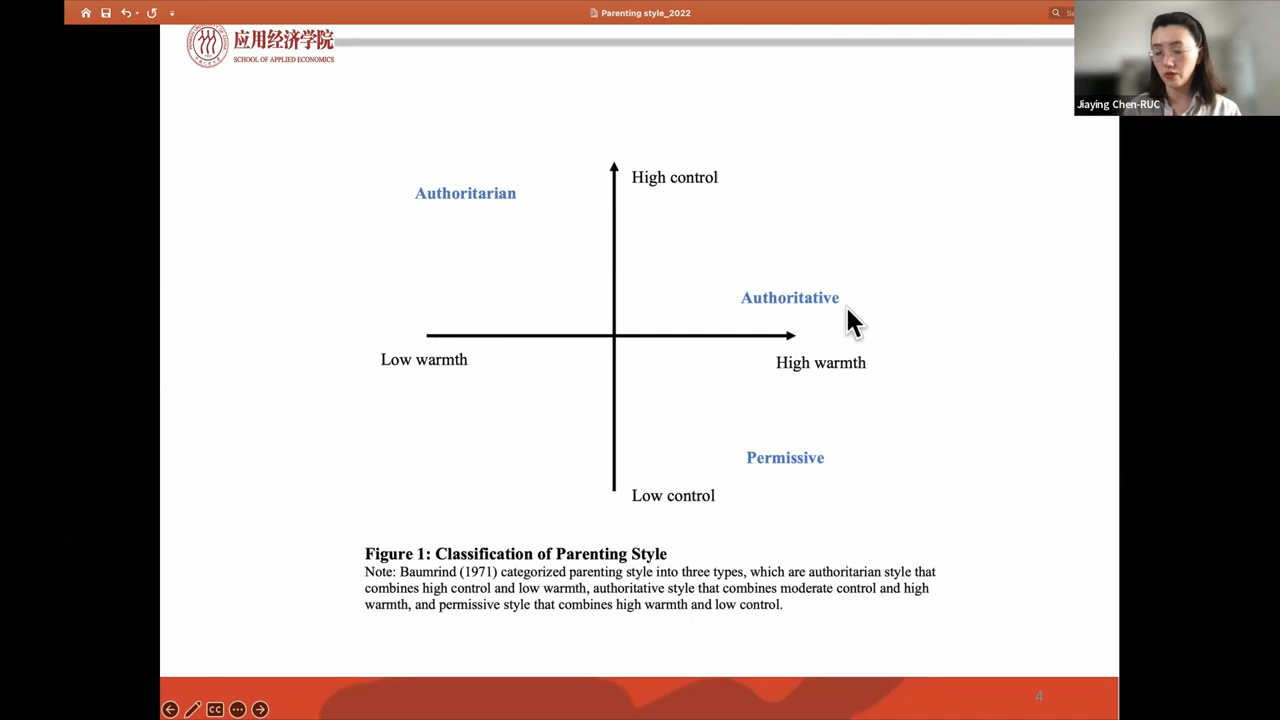 Parenting style_2022
应用经济学院
SCHOOL OF APPLIED ECONOMICS
Jiaying Chen-RUC
High control
Authoritarian
Authoritative
Low warmth
High warmth
Permissive
Low control
Figure 1: Classification of Parenting Style
Note: Baumrind (1971) categorized parenting style into three types, which are authoritarian style that
combines high control and low warmth, authoritative style that combines moderate control and high
warmth, and permissive style that combines high warmth and low control.
4
CC